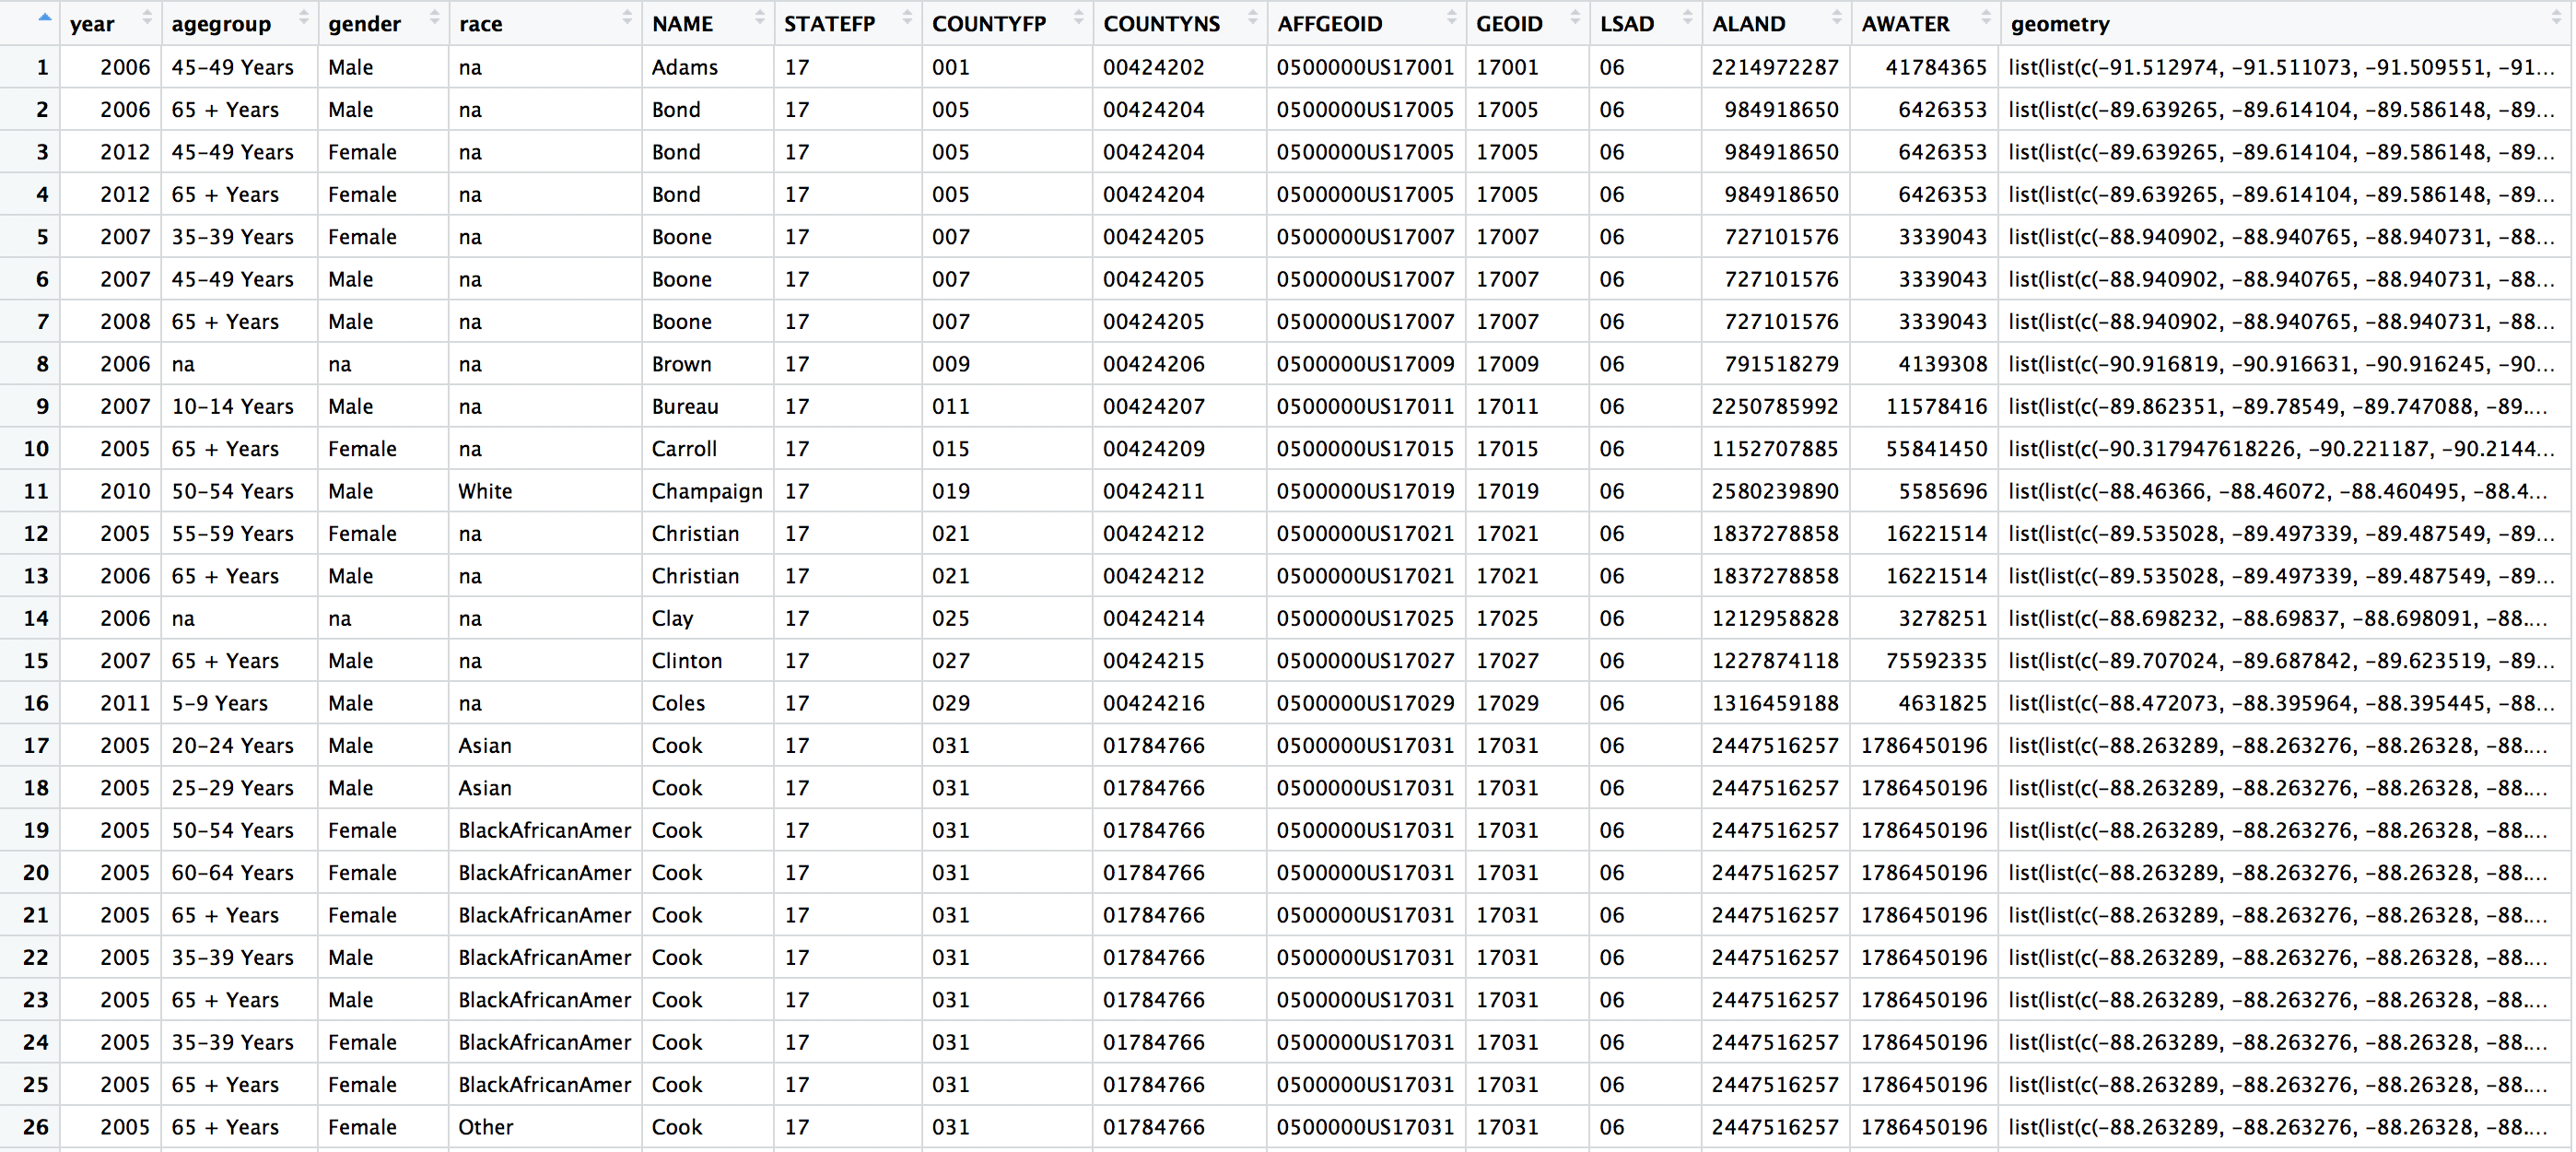 year agegroup gender race NAME STATEFP COUNTYFP COUNTYNS AFFGEOID GEOID LSAD ALAND AWATER geometry
1 2006 45-49 Years Male na Adams 17 001 00424202 0500000US17001 17001 06 2214972287 41784365 list(list(c(-91.512974, -91.511073, -91.509551, -91...
2 2006 65 + Years Male na Bond 17 005 00424204 0500000US17005 17005 06 984918650 6426353 list(list(c(-89.639265, -89.614104, -89.586148, -89...
3 2012 45-49 Years Female na Bond 17 005 00424204 0500000US17005 17005 06 984918650 6426353 list(list(c(-89.639265, -89.614104, -89.586148, -89...
4 2012 65 + Years Female na Bond 17 005 00424204 0500000US17005 17005 06 984918650 6426353 list(list(c(-89.639265, -89.614104, -89.586148, -89...
5 2007 35-39 Years Female na Boone 17 007 00424205 0500000US17007 17007 06 727101576 3339043 list(list(c(-88.940902, -88.940765, -88.940731, -88...
6 2007 45-49 Years Male na Boone 17 007 00424205 0500000US17007 17007 06 727101576 3339043 list(list(c(-88.940902, -88.940765, -88.940731, -88...
7 2008 65 + Years Male na Boone 17 007 00424205 0500000US17007 17007 06 727101576 3339043 list(list(c(-88.940902, -88.940765, -88.940731, -88...
8 2006 na na na Brown 17 009 00424206 0500000US17009 17009 06 791518279 4139308 list(list(c(-90.916819, -90.916631, -90.916245, -90...
9 2007 10-14 Years Male na Bureau 17 011 00424207 0500000US17011 17011 06 2250785992 11578416 list(list(c(-89.862351, -89.78549, -89.747088, -89....
10 2005 65 + Years Female na Carroll 17 015 00424209 0500000US17015 17015 06 1152707885 55841450 list(list(c(-90.317947618226, -90.221187, -90.2144...
11 2010 50-54 Years Male White Champaign 17 019 00424211 0500000US17019 17019 06 2580239890 5585696 list(list(c(-88.46366, -88.46072, -88.460495, -88.4...
12 2005 55-59 Years Female na Christian 17 021 00424212 0500000US17021 17021 06 1837278858 16221514 list(list(c(-89.535028, -89.497339, -89.487549, -89...
13 2006 65 + Years Male na Christian 17 021 00424212 0500000US17021 17021 06 1837278858 16221514 list(list(c(-89.535028, -89.497339, -89.487549, -89...
14 2006 na na na Clay 17 025 00424214 0500000US17025 17025 06 1212958828 3278251 list(list(c(-88.698232, -88.69837, -88.698091, -88....
15 2007 65 + Years Male na Clinton 17 027 00424215 0500000US17027 17027 06 1227874118 75592335 list(list(c(-89.707024, -89.687842, -89.623519, -89...
16 2011 5-9 Years Male na Coles 17 029 00424216 0500000US17029 17029 06 1316459188 4631825 list(list(c(-88.472073, -88.395964, -88.395445, -88...
17 2005 20-24 Years Male Asian Cook 17 031 01784766 0500000US17031 17031 06 2447516257 1786450196 list(list(c(-88.263289, -88.263276, -88.26328, -88....
18 2005 25-29 Years Male Asian Cook 17 031 01784766 0500000US17031 17031 06 2447516257 1786450196 list(list(c(-88.263289, -88.263276, -88.26328, -88....
19 2005 50-54 Years Female BlackAfricanAmer Cook 17 031 01784766 0500000US17031 17031 06 2447516257 1786450196 list(list(c(-88.263289, -88.263276, -88.26328, -88....
20 2005 60-64 Years Female BlackAfricanAmer Cook 17 031 01784766 0500000US17031 17031 06 2447516257 1786450196 list(list(c(-88.263289, -88.263276, -88.26328, -88....
21 2005 65 + Years Female BlackAfricanAmer Cook 17 031 01784766 0500000US17031 17031 06 2447516257 1786450196 list(list(c(-88.263289, -88.263276, -88.26328, -88....
22 2005 35-39 Years Male BlackAfricanAmer Cook 17 031 01784766 0500000US17031 17031 06 2447516257 1786450196 list(list(c(-88.263289, -88.263276, -88.26328, -88....
23 2005 65 + Years Male BlackAfricanAmer Cook 17 031 01784766 0500000US17031 17031 06 2447516257 1786450196 list(list(c(-88.263289, -88.263276, -88.26328, -88....
24 2005 35-39 Years Female BlackAfricanAmer Cook 17 031 01784766 0500000US17031 17031 06 2447516257 1786450196 list(list(c(-88.263289, -88.263276, -88.26328, -88....
25 2005 65 + Years Female BlackAfricanAmer Cook 17 031 01784766 0500000US17031 17031 06 2447516257 1786450196 list(list(c(-88.263289, -88.263276, -88.26328, -88....
26 2005 65 + Years Female Other Cook 17 031 01784766 0500000US17031 17031 06 2447516257 1786450196 list(list(c(-88.263289, -88.263276, -88.26328, -88....